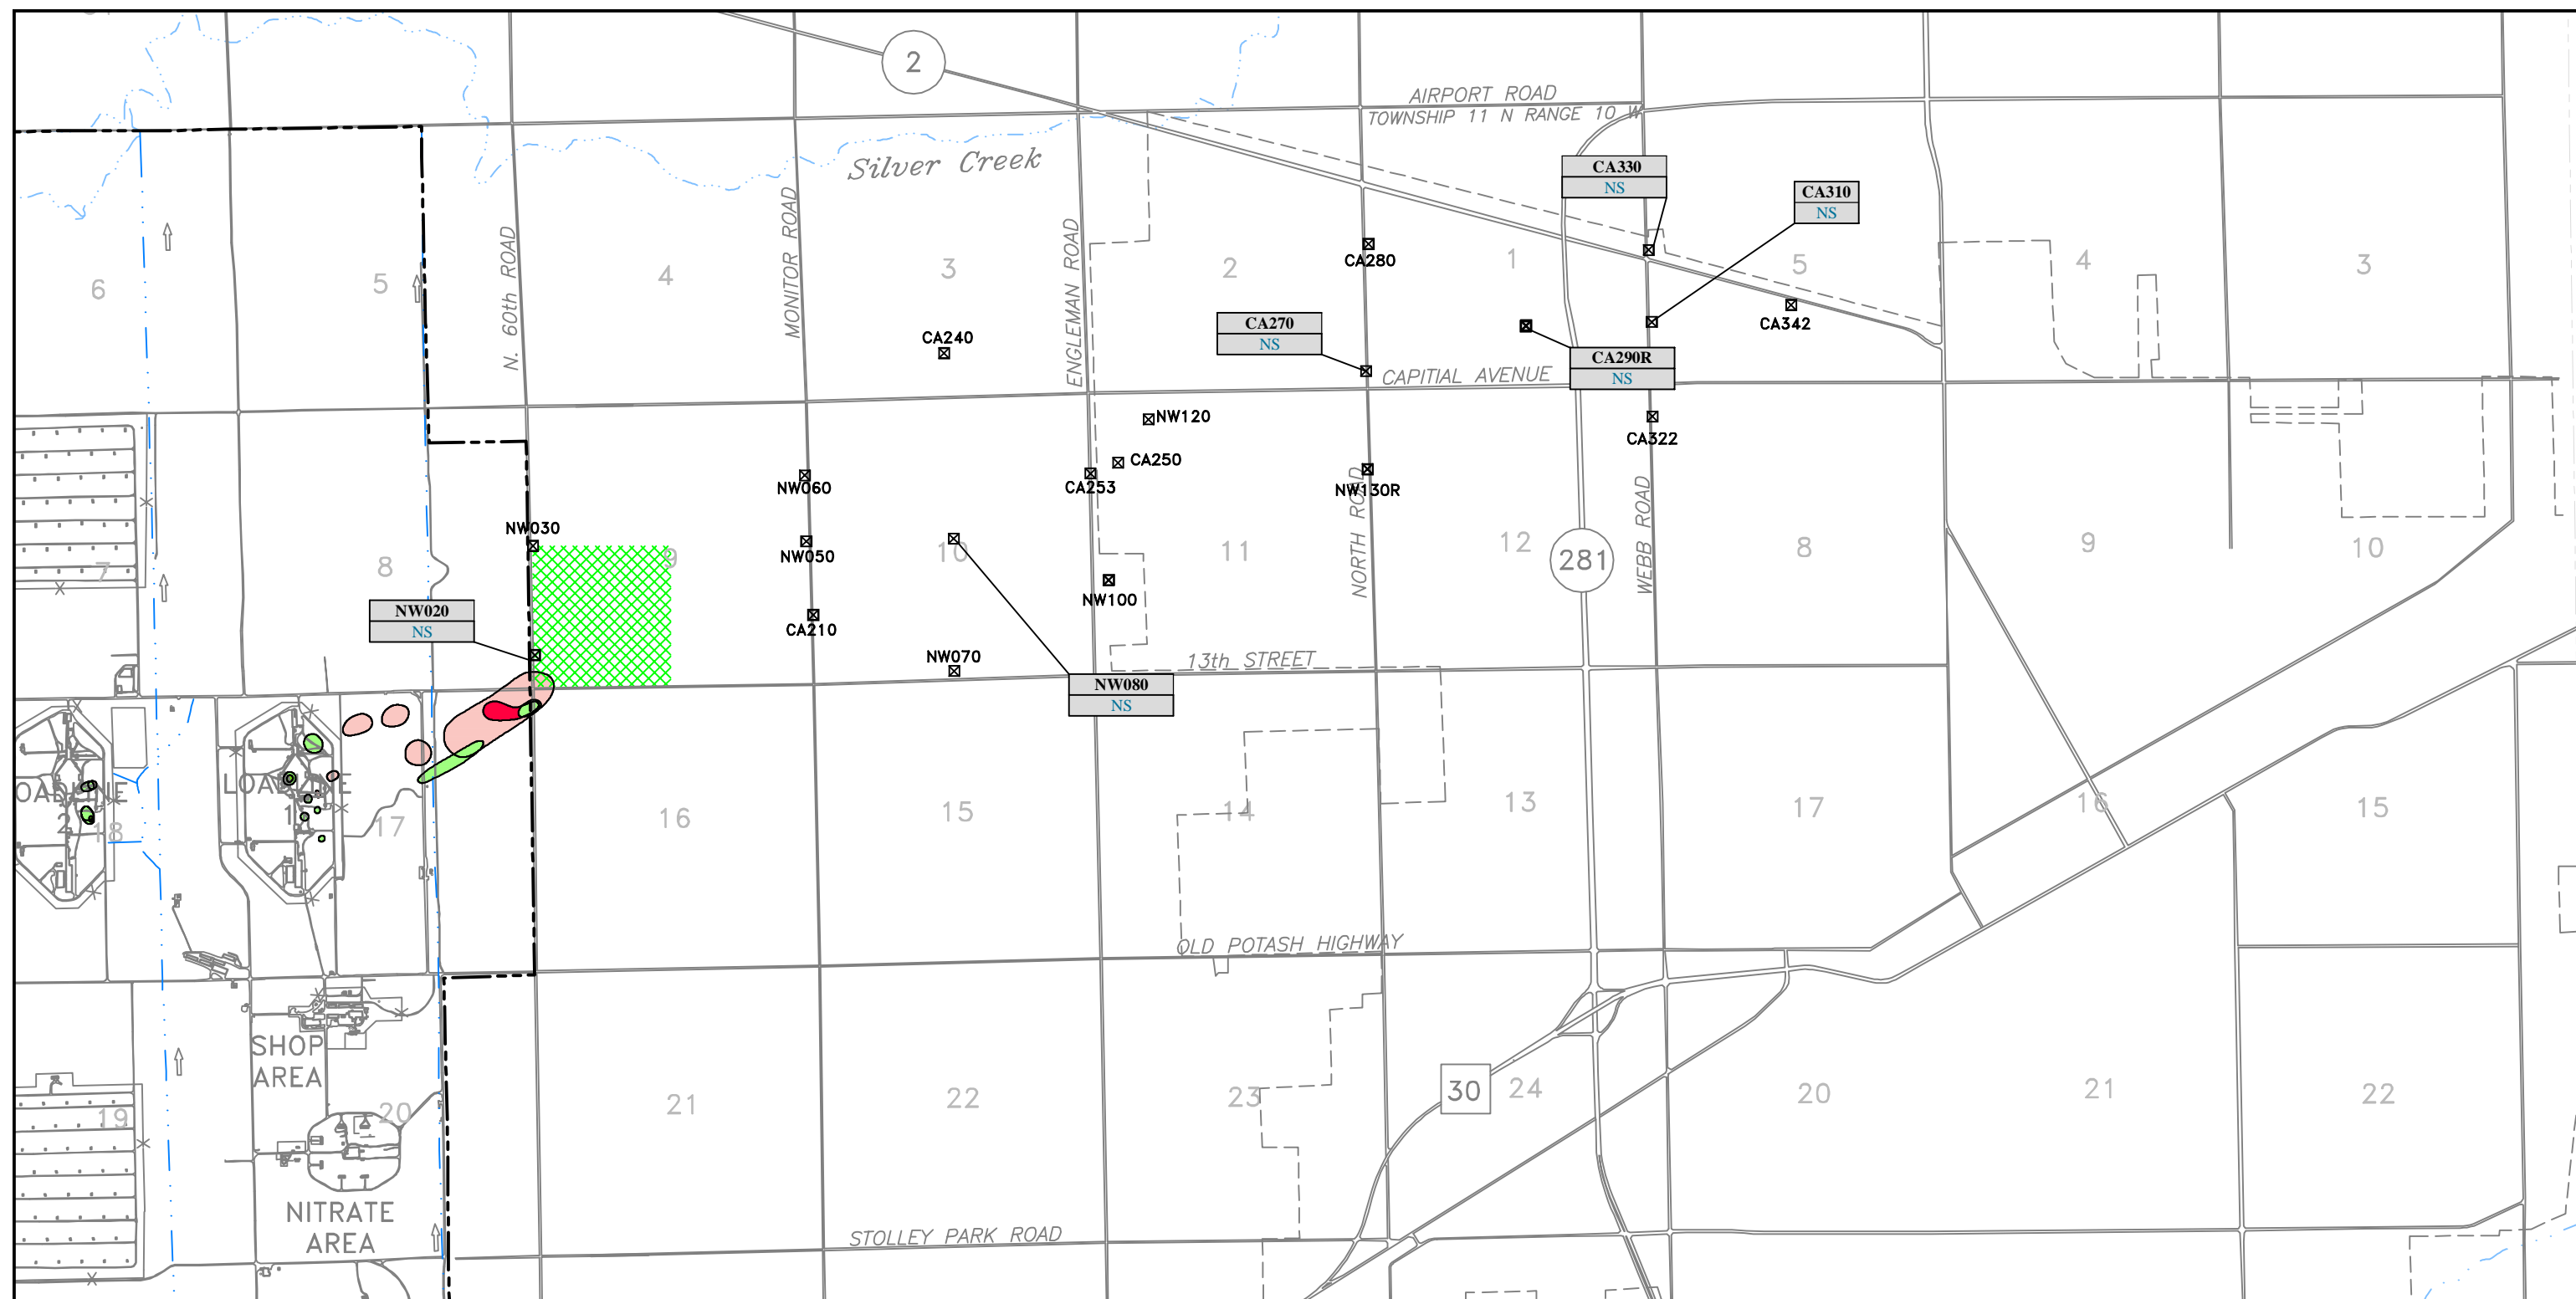 2
AIRPORT ROAD
TOWNSHIP 11 N RANGE 10 W
Silver Creek
CA330
NS
CA310
NS
N. 60th ROAD
MONITOR ROAD
ENGLEMAN ROAD
6
5
4
3
2
1
5
4
3
CA280
CA240
CA270
NS
CA342
CA290R
NS
CAPITIAL AVENUE
NW120
CA322
CA250
NW060
CA253
NW130R
NORTH ROAD
WEBB ROAD
NW030
NW050
7
8
9
10
11
12
281
8
9
10
NW100
NW020
NS
CA210
NW070
13th STREET
NW080
NS
LOADLINE
1
2
18
17
16
15
14
13
17
16
15
OLD POTASH HIGHWAY
SHOP
AREA
19
20
21
22
23
30
24
20
21
22
NITRATE
AREA
STOLLEY PARK ROAD